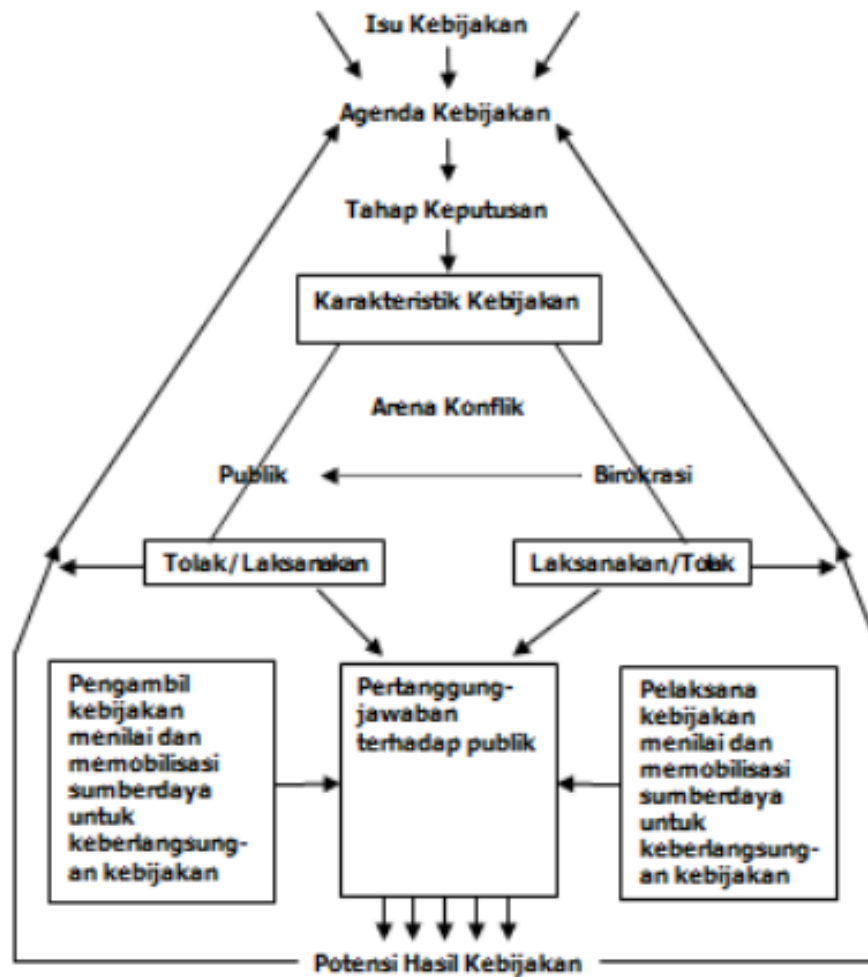 Isu Kebijakan
Agenda Kebijakan
Tahap Keputusan
Karakteristik Kebijakan
Arena Konflik
Publik
Birokrasi
Tolak / Laksanakan
Laksanakan/Tolak
Pengambil
kebijakan
menilai dan
memobilisasi
sumberdaya
untuk
keberlangsung-
an kebijakan
Pertanggung-
jawaban
terhadap publik
Pelaksana
kebijakan
menilai dan
memobilisasi
sumberdaya
untuk
keberlangsung-
an kebijakan
Potensi Hasil Kebijakan